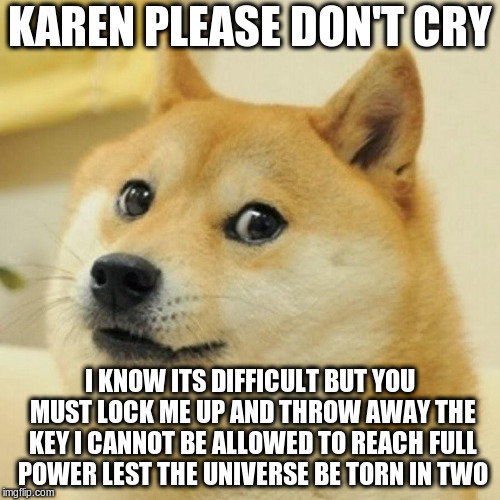 KAREN PLEASE DON'T CRY
I KNOW ITS DIFFICULT BUT YOU
MUST LOCK ME UP AND THROW AWAY THE
KEY I CANNOT BE ALLOWED TO REACH FULL
POWER LEST THE UNIVERSE BE TORN IN TWO
imgflip.com